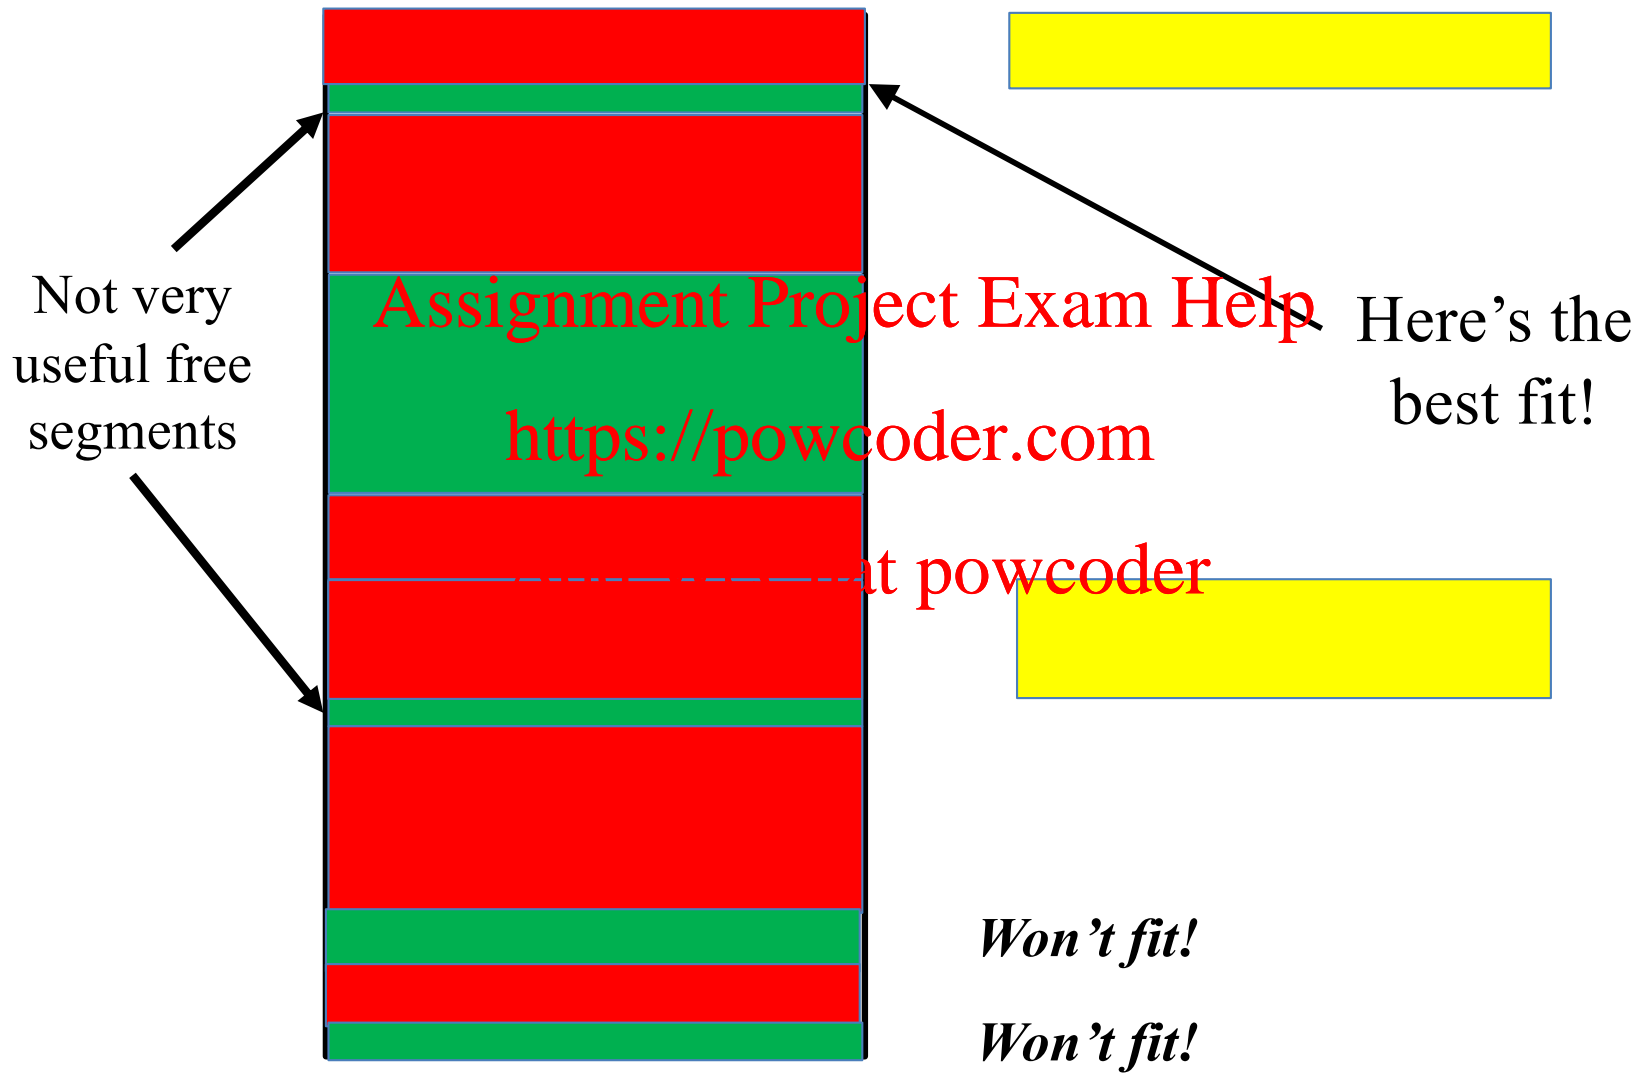 Not very
useful free
segments
Assignment Project Exam Help
https://powcoder.com
at powcoder
Here’s the
best fit!
Won’t fit!
Won’t fit!